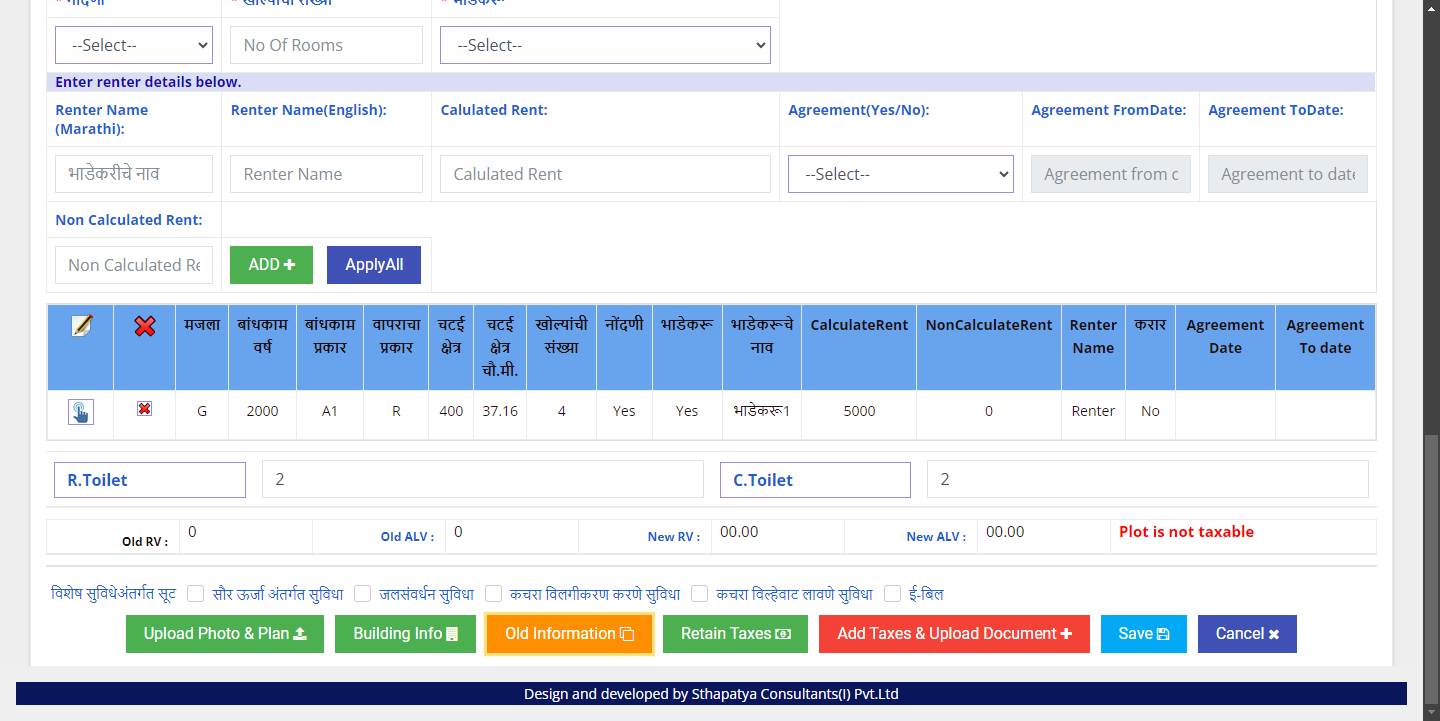 * नोंदणी * खोल्यांची संख्या * भाडेकरू
--Select-- No Of Rooms --Select--
Enter renter details below.
Renter Name (Marathi): Renter Name(English): Calulated Rent: Agreement(Yes/No): Agreement FromDate: Agreement ToDate:
भाडेकरीचे नाव Renter Name Calulated Rent --Select-- Agreement from Agreement to date
Non Calculated Rent:
Non Calculated Re ADD ApplyAll
मजला बांधकाम वर्ष बांधकाम प्रकार वापराचा प्रकार चटई क्षेत्र चटई क्षेत्र चौ.मी. खोल्यांची संख्या नोंदणी भाडेकरू भाडेकरूचे नाव CalculateRent NonCalculateRent Renter Name करार Agreement Date Agreement To date
G 2000 A1 R 400 37.16 4 Yes Yes भाडेकरू1 5000 0 Renter No
R.Toilet 2 C.Toilet 2
Old RV : 0 Old ALV : 0 New RV : 00.00 New ALV : 00.00 Plot is not taxable
विशेष सुविधेअंतर्गत सूट सौर ऊर्जा अंतर्गत सुविधा जलसंवर्धन सुविधा कचरा विलगीकरण करणे सुविधा कचरा विल्हेवाट लावणे सुविधा ई-बिल
Upload Photo & Plan Building Info Old Information Retain Taxes Add Taxes & Upload Document Save Cancel
Design and developed by Sthapatya Consultants(I) Pvt.Ltd